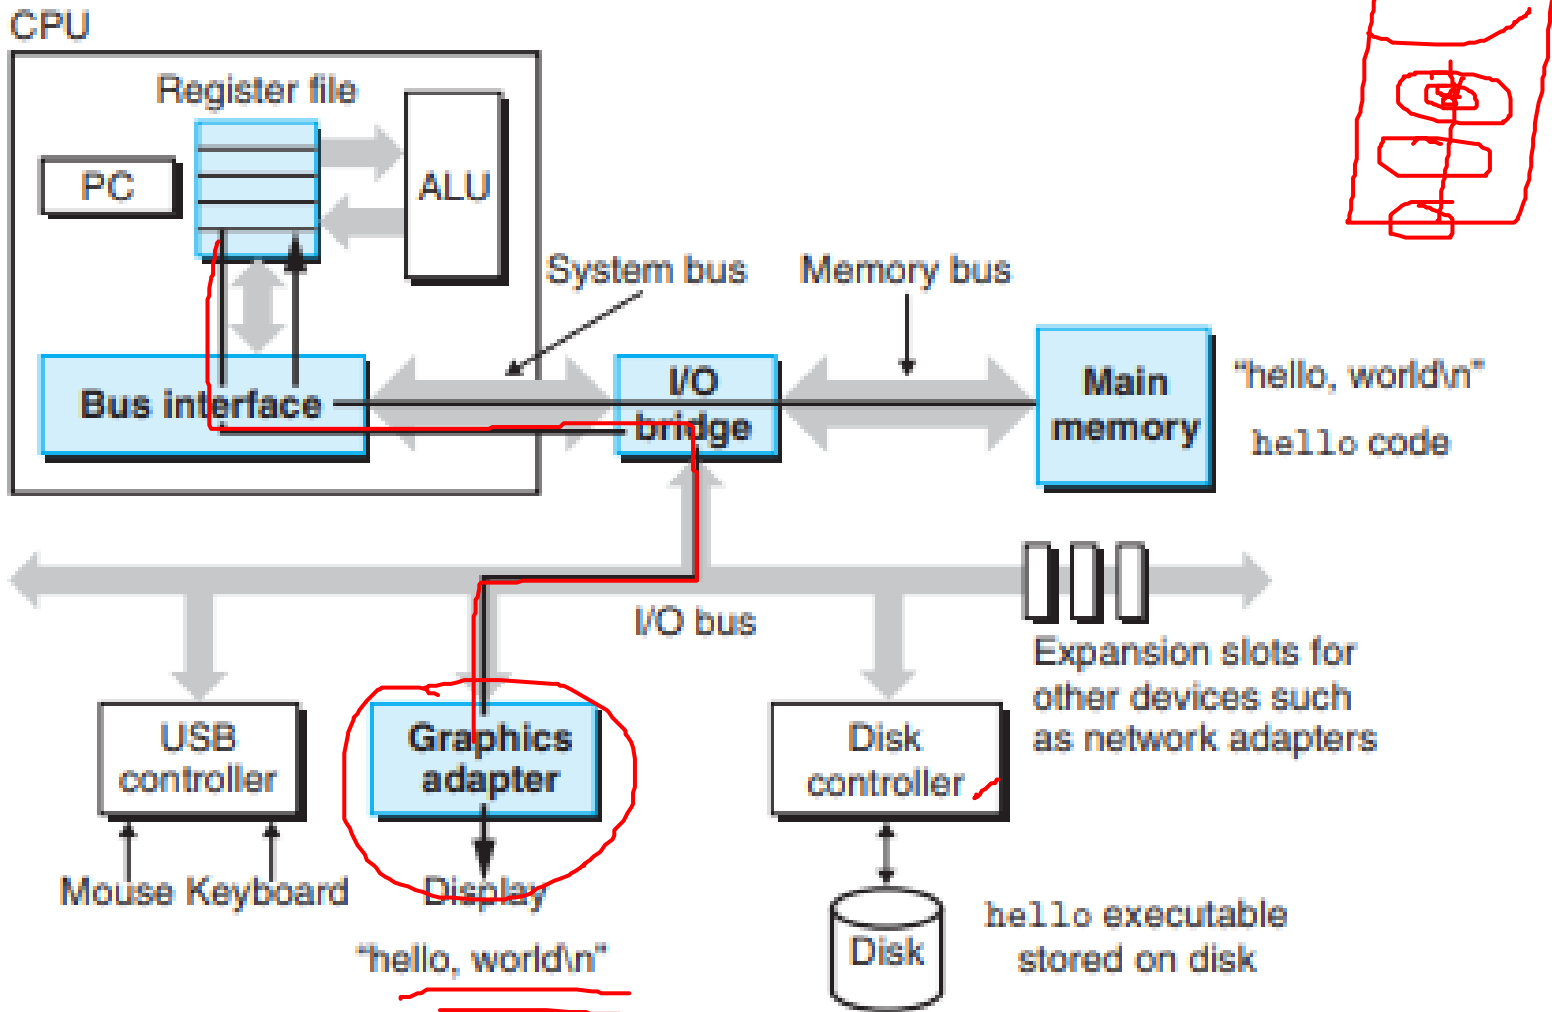 CPU
Register file
PC
ALU
System bus
Memory bus
Bus interface
I/O
bridge
Main
memory
“hello, world\n”
hello code
I/O bus
Expansion slots for
other devices such
as network adapters
USB
controller
Graphics
adapter
Disk
controller
Mouse Keyboard
Display
“hello, world\n”
Disk
hello executable
stored on disk